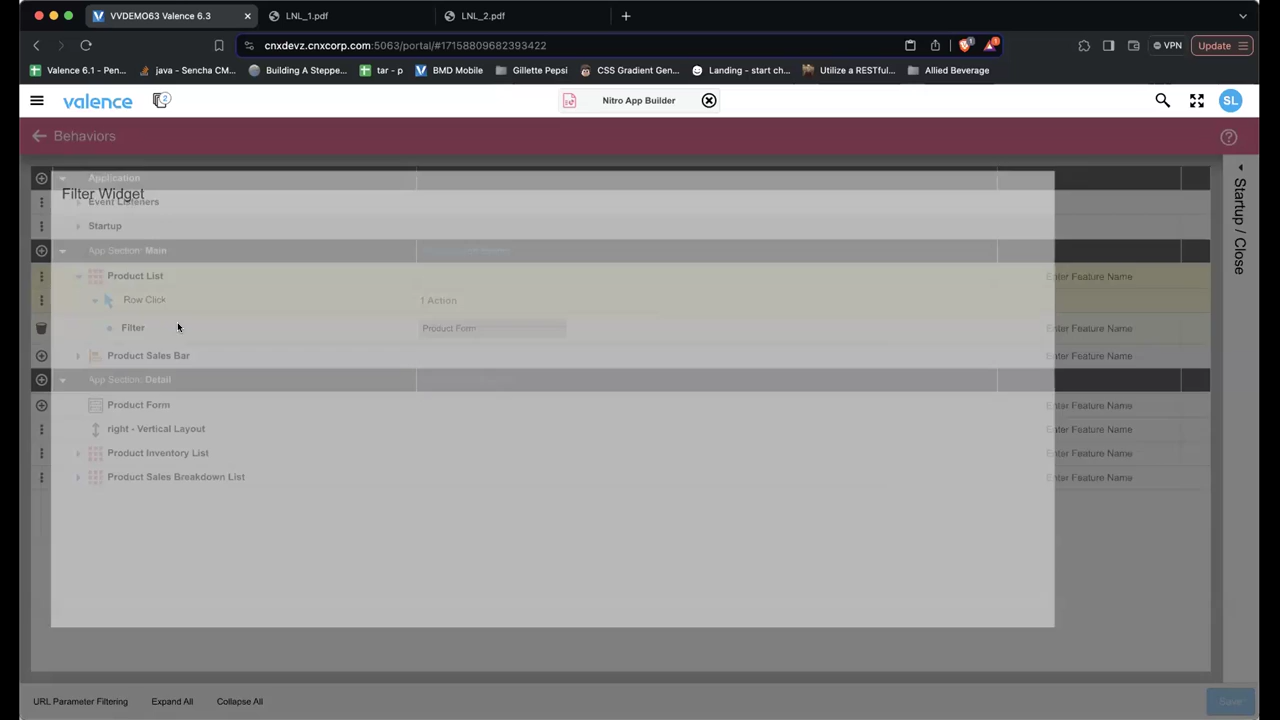 VVDEMO63 Valence 6.3
LNL_1.pdf
LNL_2.pdf
cnxdevz.cnxcorp.com:5063/portal/#17158809682393422
1
VPN
Update
Valence 6.1 - Pen...
java - Sencha CM...
Building A Steppe...
tar - p
BMD Mobile
Gillette Pepsi
CSS Gradient Gen...
Landing - start ch...
Utilize a RESTful...
Allied Beverage
valence
2
Nitro App Builder
SL
Behaviors
Application
Filter Widget
Event Listeners
Startup
App Section: Main
Product List Enter Feature Name
Row Click 1 Action
Filter Product Form Enter Feature Name
Product Sales Bar Enter Feature Name
App Section: Detail
Product Form Enter Feature Name
right - Vertical Layout Enter Feature Name
Product Inventory List Enter Feature Name
Product Sales Breakdown List Enter Feature Name
Startup / Close
URL Parameter Filtering Expand All Collapse All Save